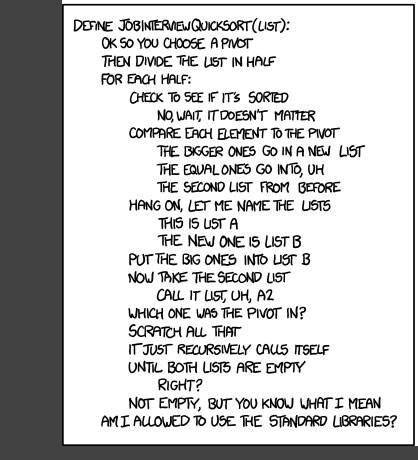 DEFINE JOBINTERVIEWQUICKSORT(LIST):
OK SO YOU CHOOSE A PIVOT
THEN DIVIDE THE LIST IN HALF
FOR EACH HALF:
CHECK TO SEE IF IT'S SORTED
NO, WAIT, IT DOESN'T MATTER
COMPARE EACH ELEMENT TO THE PIVOT
THE BIGGER ONES GO IN A NEW LIST
THE EQUAL ONES GO INTO, UH
THE SECOND LIST FROM BEFORE
HANG ON, LET ME NAME THE LISTS
THIS IS LIST A
THE NEW ONE IS LIST B
PUT THE BIG ONES INTO LIST B
NOW TAKE THE SECOND LIST
CALL IT LIST, UH, A2
WHICH ONE WAS THE PIVOT IN?
SCRATCH ALL THAT
IT JUST RECURSIVELY CALLS ITSELF
UNTIL BOTH LISTS ARE EMPTY
RIGHT?
NOT EMPTY, BUT YOU KNOW WHAT I MEAN
AM I ALLOWED TO USE THE STANDARD LIBRARIES?